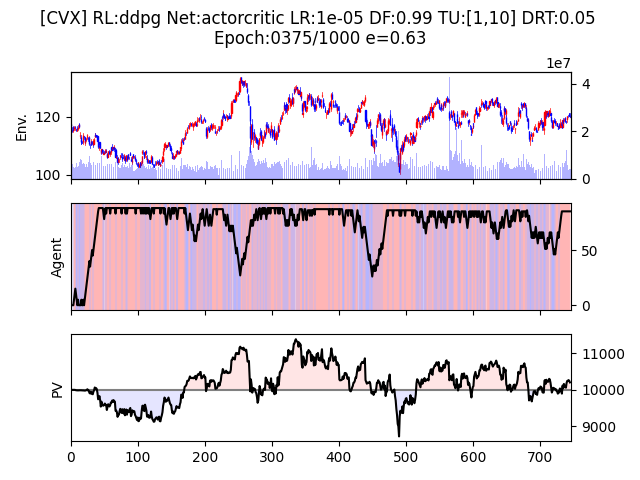 [CVX] RL:ddpg Net:actorcritic LR:1e-05 DF:0.99 TU:[1,10] DRT:0.05
Epoch:0375/1000 e=0.63
1e7
Env.
120
100
4
2
0
Agent
50
0
PV
11000
10000
9000
0 100 200 300 400 500 600 700